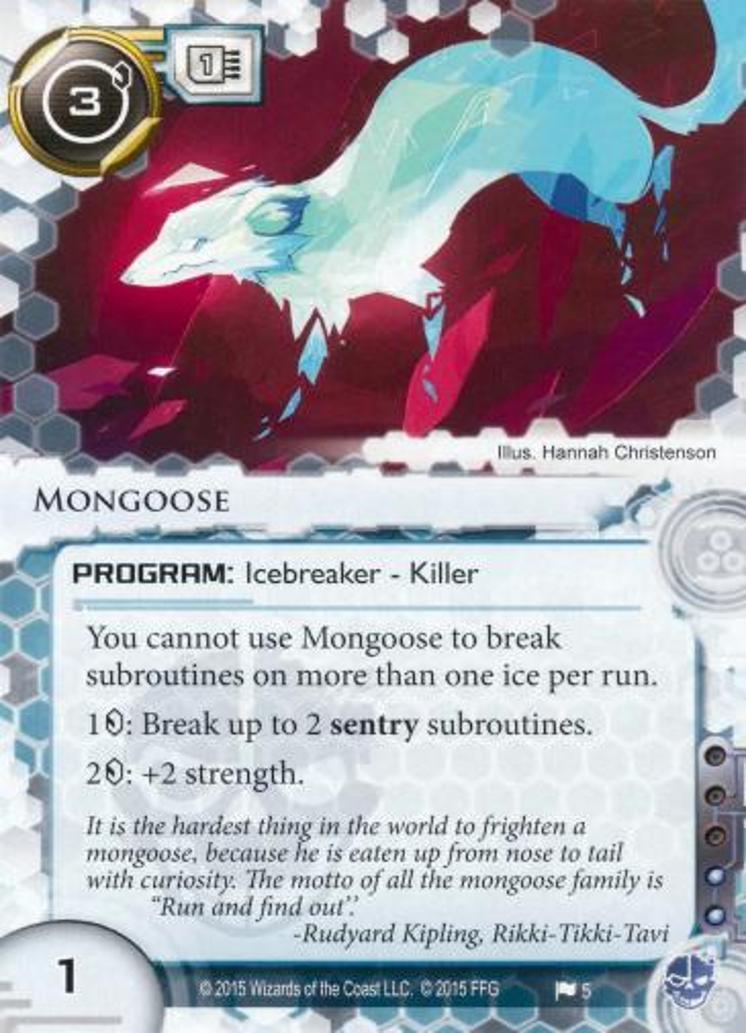 3
1
Illus. Hannah Christenson
MONGOOSE
PROGRAM: Icebreaker - Killer
You cannot use Mongoose to break
subroutines on more than one ice per run.
1: Break up to 2 sentry subroutines.
2: +2 strength.
It is the hardest thing in the world to frighten a
mongoose, because he is eaten up from nose to tail
with curiosity. The motto of all the mongoose family is
“Run and find out”.
-Rudyard Kipling, Rikki-Tikki-Tavi
1
© 2015 Wizards of the Coast LLC. © 2015 FFG
5